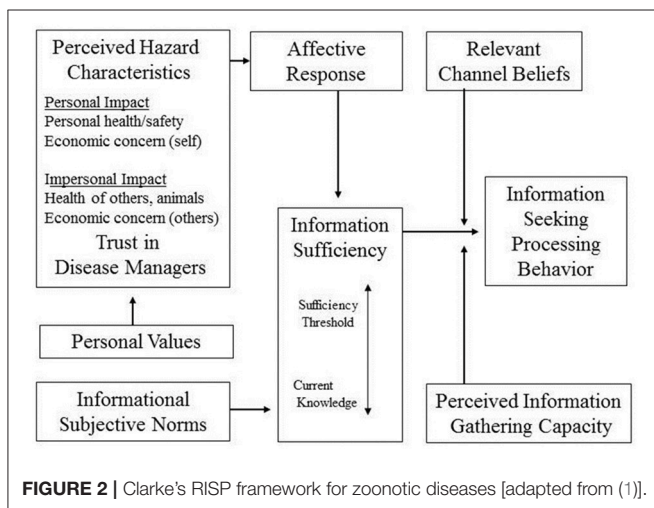 Perceived Hazard
Characteristics
Personal Impact
Personal health/safety
Economic concern (self)
Impersonal Impact
Health of others, animals
Economic concern (others)
Trust in
Disease Managers
Affective
Response
Relevant
Channel Beliefs
Information
Sufficiency
Sufficiency
Threshold
Current
Knowledge
Information
Seeking
Processing
Behavior
Personal Values
Informational
Subjective Norms
Perceived Information
Gathering Capacity
FIGURE 2 | Clarke's RISP framework for zoonotic diseases [adapted from (1)].